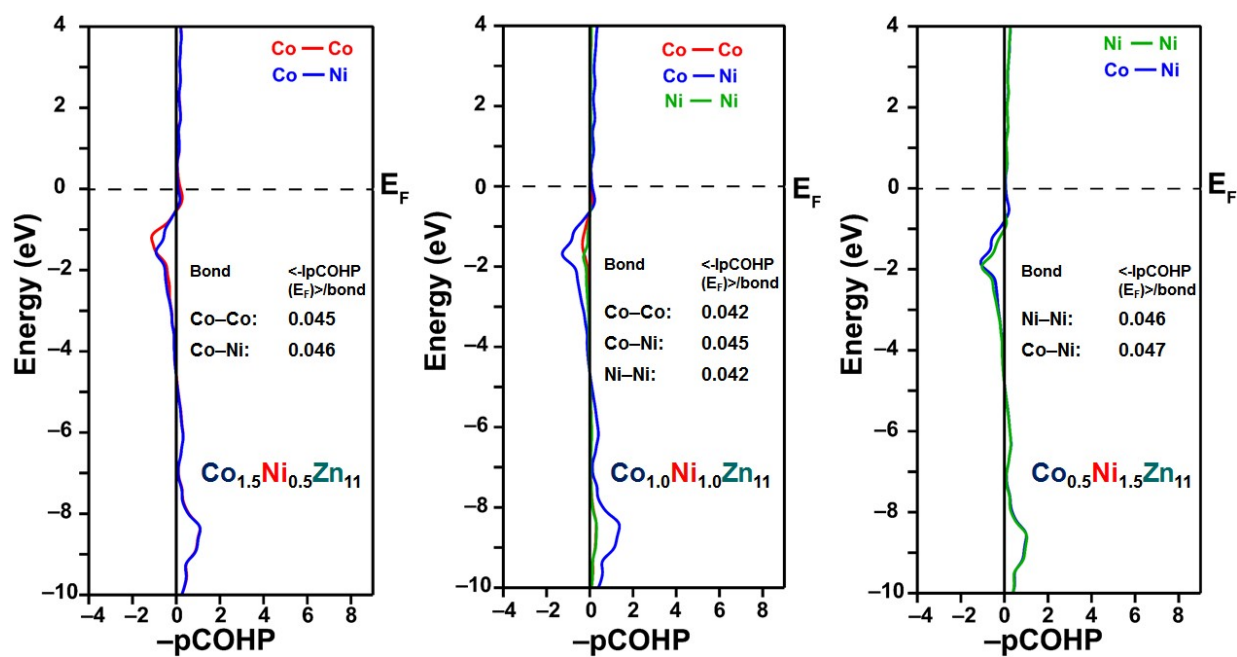 4
2
0
−2
−4
−6
−8
−10
Energy (eV)
Co — Co
Co — Ni
E_F
Bond <-IpCOHP (E_F)>/bond
Co–Co: 0.045
Co–Ni: 0.046
Co₁.₅Ni₀.₅Zn₁₁
−4 −2 0 2 4 6 8
−pCOHP
4
2
0
−2
−4
−6
−8
−10
Energy (eV)
Co — Co
Co — Ni
Ni — Ni
E_F
Bond <-IpCOHP (E_F)>/bond
Co–Co: 0.042
Co–Ni: 0.045
Ni–Ni: 0.042
Co₁.₀Ni₁.₀Zn₁₁
−4 −2 0 2 4 6 8
−pCOHP
4
2
0
−2
−4
−6
−8
−10
Energy (eV)
Ni — Ni
Co — Ni
E_F
Bond <-IpCOHP (E_F)>/bond
Ni–Ni: 0.046
Co–Ni: 0.047
Co₀.₅Ni₁.₅Zn₁₁
−4 −2 0 2 4 6 8
−pCOHP